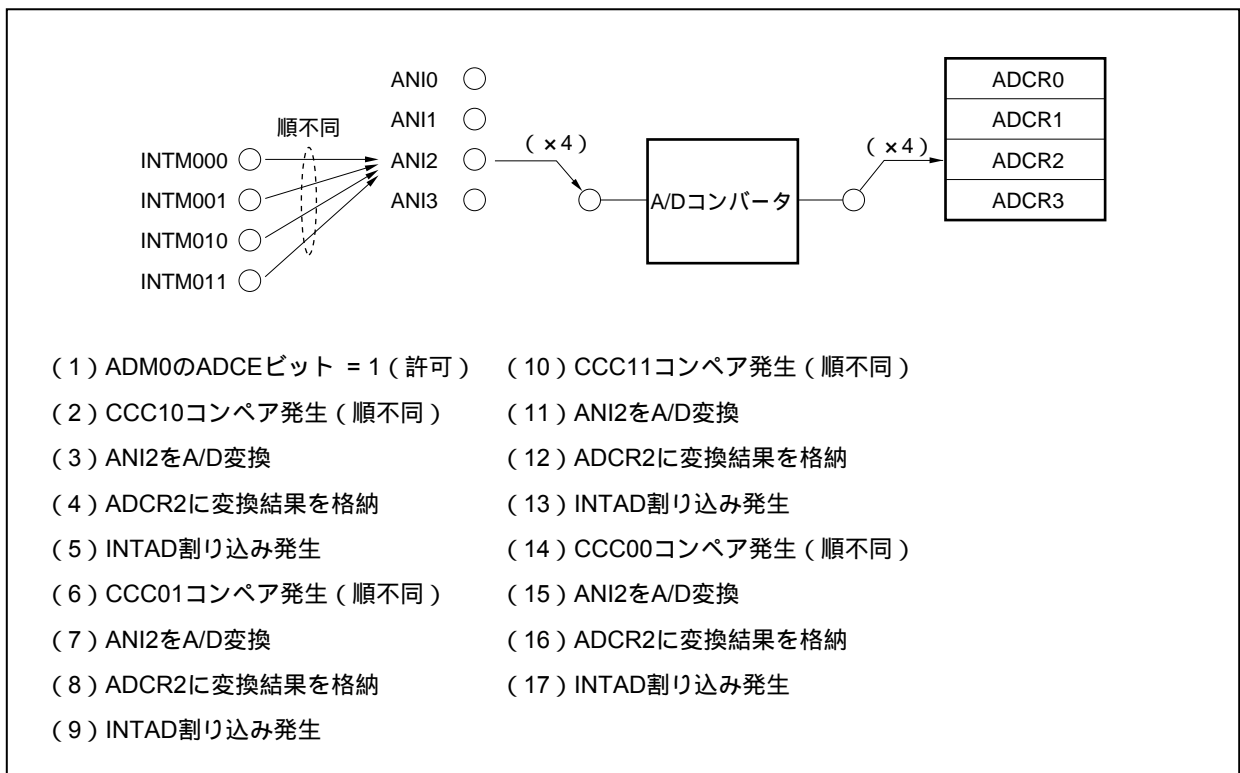 ANI0
ADCR0
順不同
ANI1
(×4)
(×4)
ADCR1
INTM000
ANI2
A/Dコンバータ
ADCR2
INTM001
ANI3
ADCR3
INTM010
INTM011
(1)ADM0のADCEビット = 1(許可)
(2)CCC10コンペア発生(順不同)
(3)ANI2をA/D変換
(4)ADCR2に変換結果を格納
(5)INTAD割り込み発生
(6)CCC01コンペア発生(順不同)
(7)ANI2をA/D変換
(8)ADCR2に変換結果を格納
(9)INTAD割り込み発生
(10)CCC11コンペア発生(順不同)
(11)ANI2をA/D変換
(12)ADCR2に変換結果を格納
(13)INTAD割り込み発生
(14)CCC00コンペア発生(順不同)
(15)ANI2をA/D変換
(16)ADCR2に変換結果を格納
(17)INTAD割り込み発生